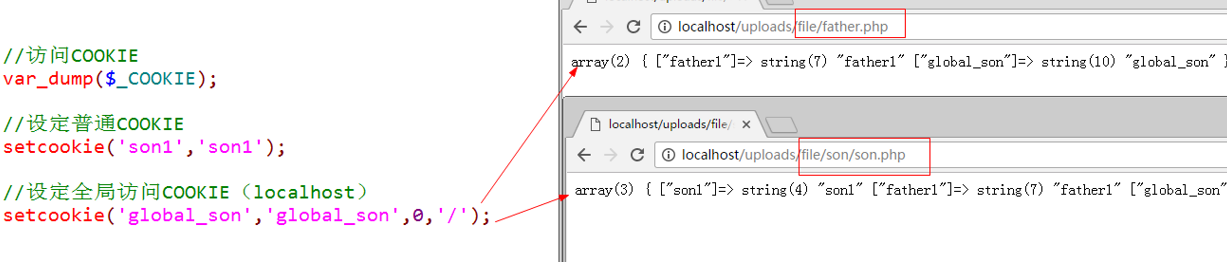 //访问COOKIE
var_dump($_COOKIE);
//设定普通COOKIE
setcookie('son1','son1');
//设定全局访问COOKIE（localhost）
setcookie('global_son','global_son',0,'/');
localhost/uploads/file/father.php
array(2) { ["father1"]=> string(7) "father1" ["global_son"]=> string(10) "global_son" }
localhost/uploads/file/
localhost/uploads/file/son/son.php
array(3) { ["son1"]=> string(4) "son1" ["father1"]=> string(7) "father1" ["global_son"